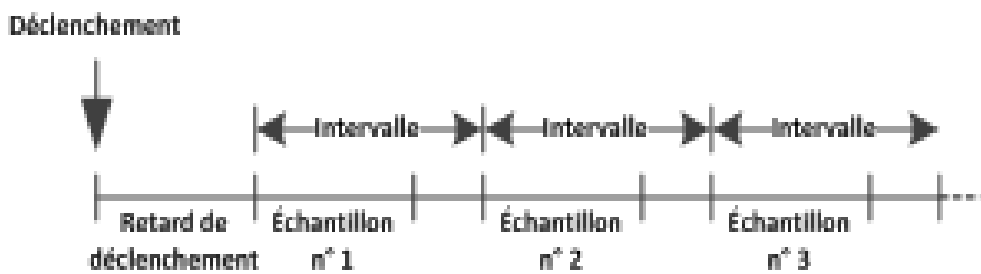 Déclenchement
Intervalle Intervalle Intervalle
Retard de Échantillon Échantillon Échantillon
déclenchement n° 1 n° 2 n° 3